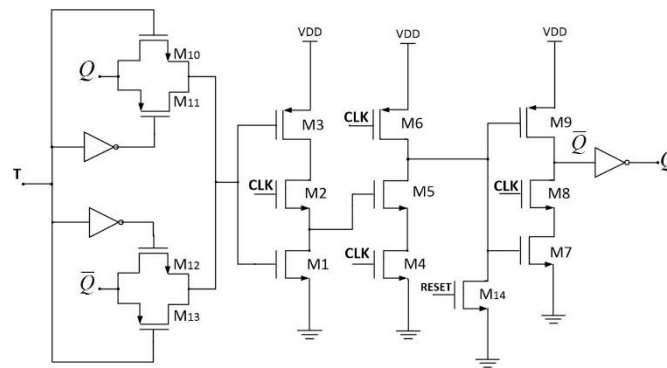 VDD
VDD
VDD
M10
Q
M11
M3
CLK
M6
M9
Q
Q
T
CLK
M2
M5
CLK
M8
M12
M1
CLK
M4
M7
Q
M13
RESET
M14